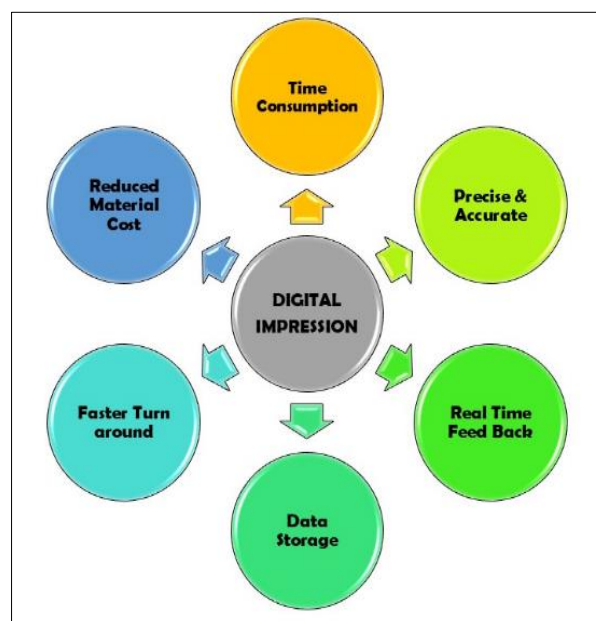 Time
Consumption
Precise &
Accurate
Real Time
Feed Back
Data
Storage
Faster Turn
around
Reduced
Material
Cost
DIGITAL
IMPRESSION